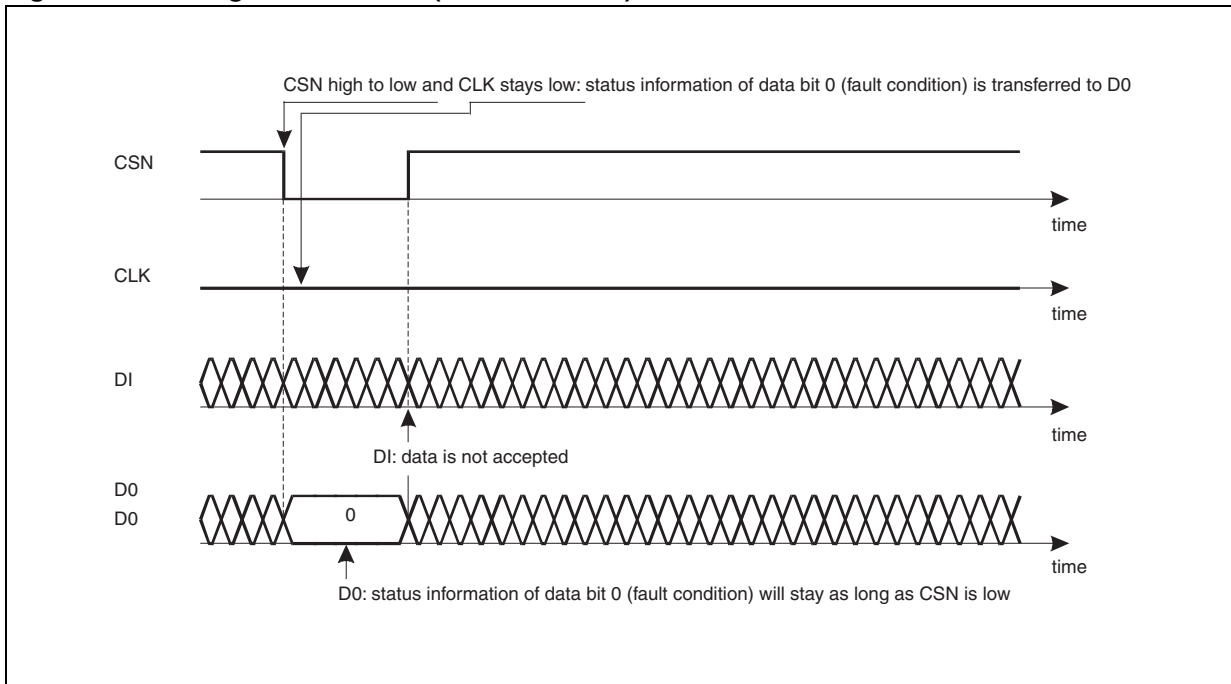 CSN high to low and CLK stays low: status information of data bit 0 (fault condition) is transferred to D0
CSN
time
CLK
time
DI
time
DI: data is not accepted
D0
0
D0
time
D0: status information of data bit 0 (fault condition) will stay as long as CSN is low